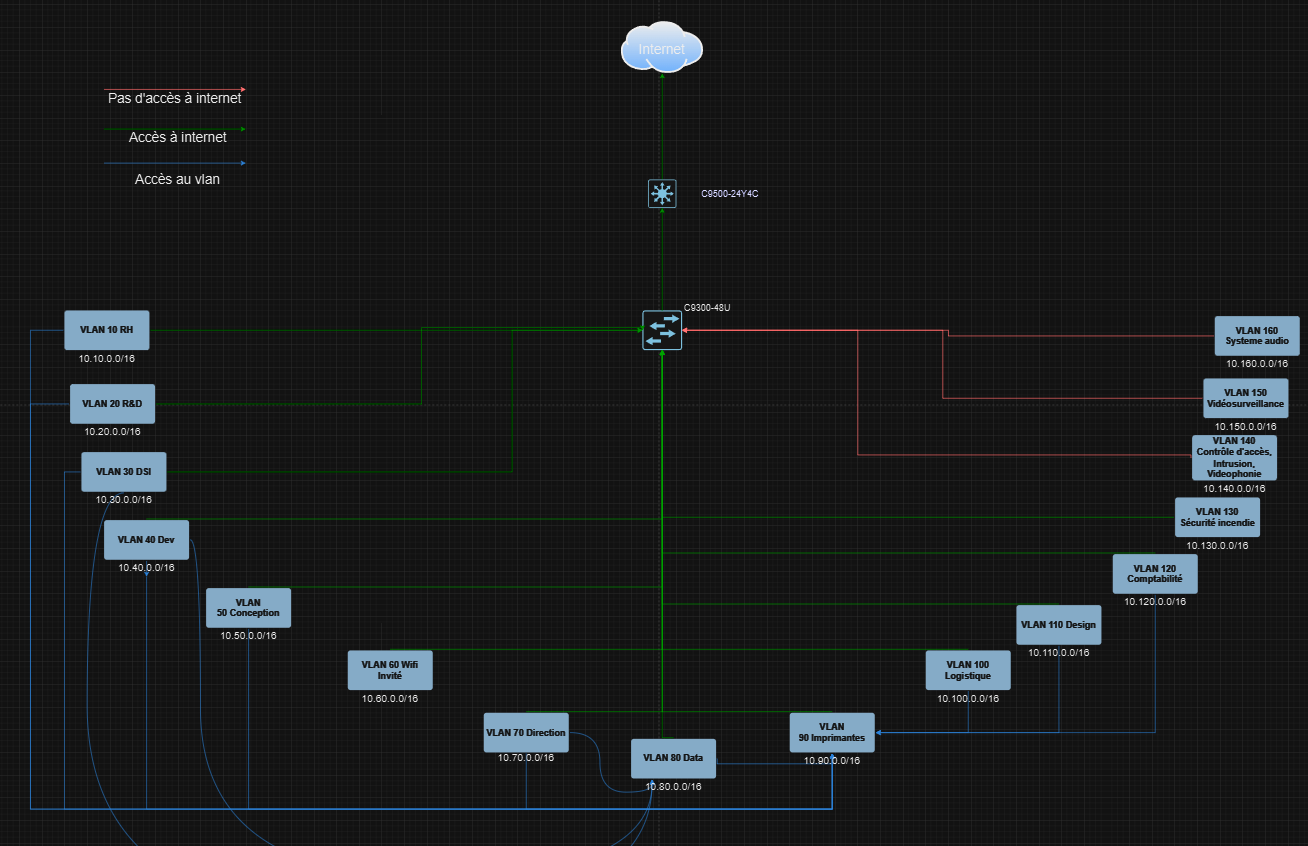 Internet
Pas d'accès à internet
Accès à internet
Accès au vlan
C9500-24Y4C
C9300-48U
VLAN 10 RH
10.10.0.0/16
VLAN 20 R&D
10.20.0.0/16
VLAN 30 DSI
10.30.0.0/16
VLAN 40 Dev
10.40.0.0/16
VLAN
50 Conception
10.50.0.0/16
VLAN 60 Wifi
Invité
10.60.0.0/16
VLAN 70 Direction
10.70.0.0/16
VLAN 80 Data
10.80.0.0/16
VLAN
90 Imprimantes
10.90.0.0/16
VLAN 100
Logistique
10.100.0.0/16
VLAN 110 Design
10.110.0.0/16
VLAN 120
Comptabilité
10.120.0.0/16
VLAN 130
Sécurité incendie
10.130.0.0/16
VLAN 140
Contrôle d'accès,
Intrusion,
Videophonie
10.140.0.0/16
VLAN 150
Vidéosurveillance
10.150.0.0/16
VLAN 160
Systeme audio
10.160.0.0/16